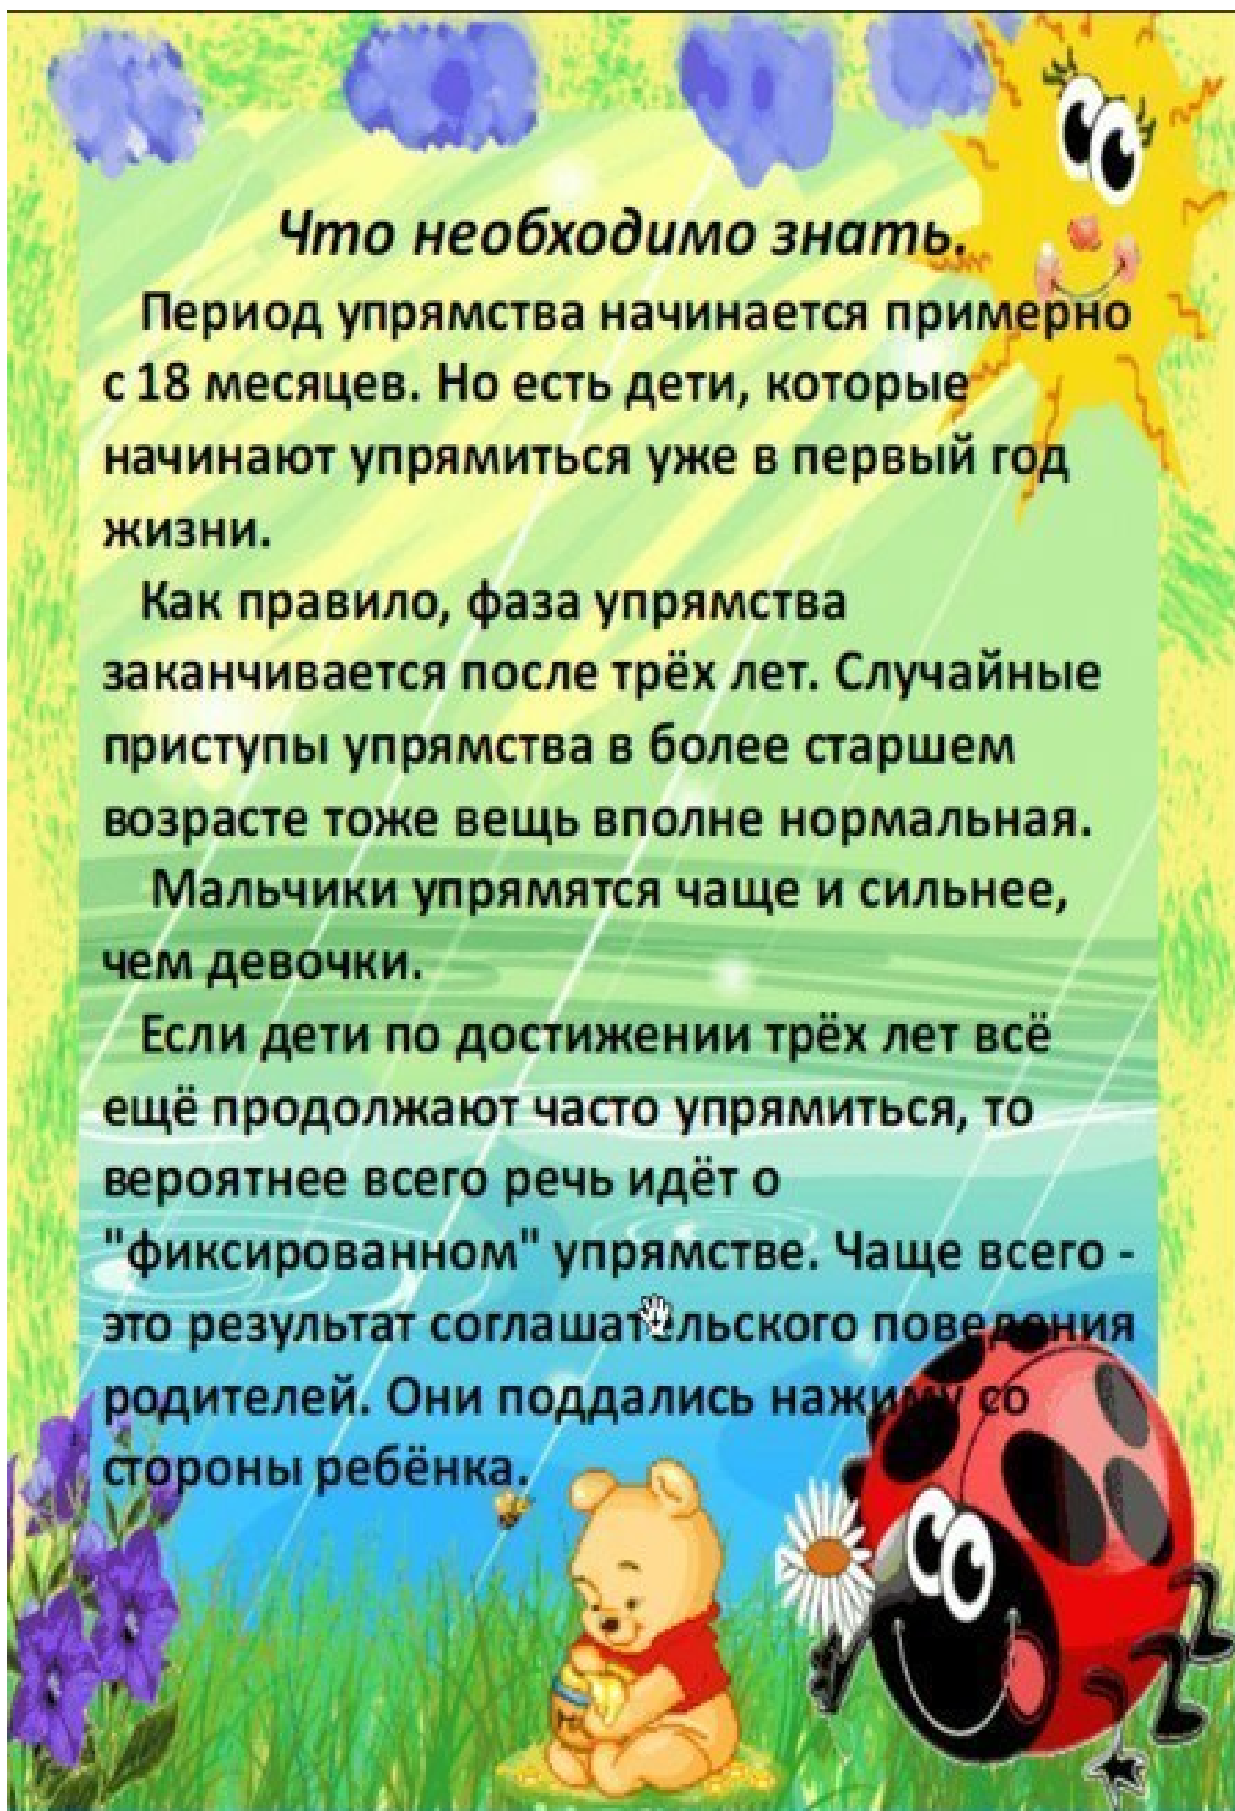 Что необходимо знать.
Период упрямства начинается примерно
с 18 месяцев. Но есть дети, которые
начинают упрямиться уже в первый год
жизни.
Как правило, фаза упрямства
заканчивается после трёх лет. Случайные
приступы упрямства в более старшем
возрасте тоже вещь вполне нормальная.
Мальчики упрямятся чаще и сильнее,
чем девочки.
Если дети по достижении трёх лет всё
ещё продолжают часто упрямиться, то
вероятнее всего речь идёт о
"фиксированном" упрямстве. Чаще всего -
это результат соглашательского поведения
родителей. Они поддались нажиму со
стороны ребёнка.